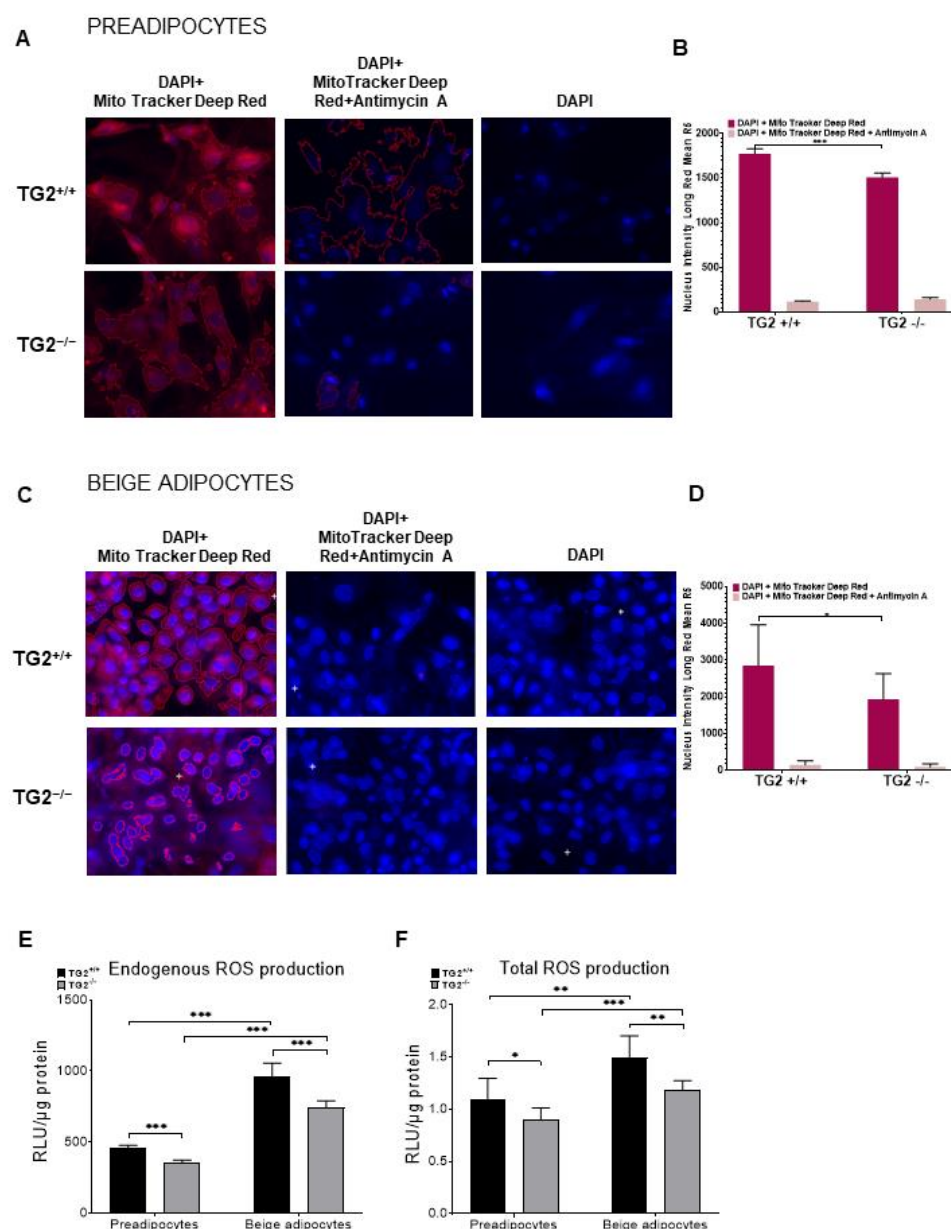 A
PREADIPOCYTES
DAPI+
Mito Tracker Deep Red
DAPI+
MitoTracker Deep
Red+Antimycin A
DAPI
TG2+/+
TG2–/–
B
DAPI + Mito Tracker Deep Red
DAPI + Mito Tracker Deep Red + Antimycin A
Nucleus Intensity Long Red Mean R6
2000
1500
1000
500
0
***
TG2 +/+
TG2 -/-
C
BEIGE ADIPOCYTES
DAPI+
Mito Tracker Deep Red
DAPI+
MitoTracker Deep
Red+Antimycin A
DAPI
TG2+/+
TG2–/–
D
DAPI + Mito Tracker Deep Red
DAPI + Mito Tracker Deep Red + Antimycin A
Nucleus Intensity Long Red Mean R6
5000
4000
3000
2000
1000
0
*
TG2 +/+
TG2 -/-
E
TG2+/+
TG2-/-
Endogenous ROS production
RLU/µg protein
1500
1000
500
0
***
***
***
***
Preadipocytes
Beige adipocytes
F
TG2+/+
TG2-/-
Total ROS production
RLU/µg protein
2.0
1.5
1.0
0.5
0.0
**
***
**
*
Preadipocytes
Beige adipocytes